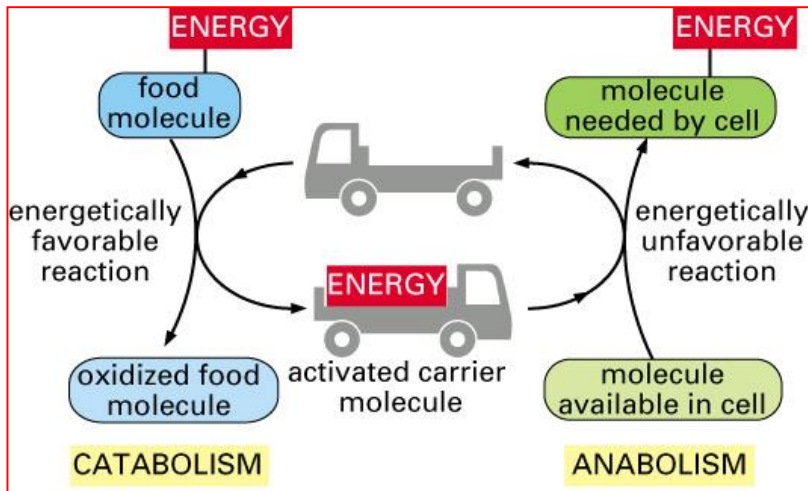 ENERGY
food
molecule
energetically
favorable
reaction
oxidized food
molecule
CATABOLISM
ENERGY
activated carrier
molecule
ENERGY
molecule
needed by cell
energetically
unfavorable
reaction
molecule
available in cell
ANABOLISM